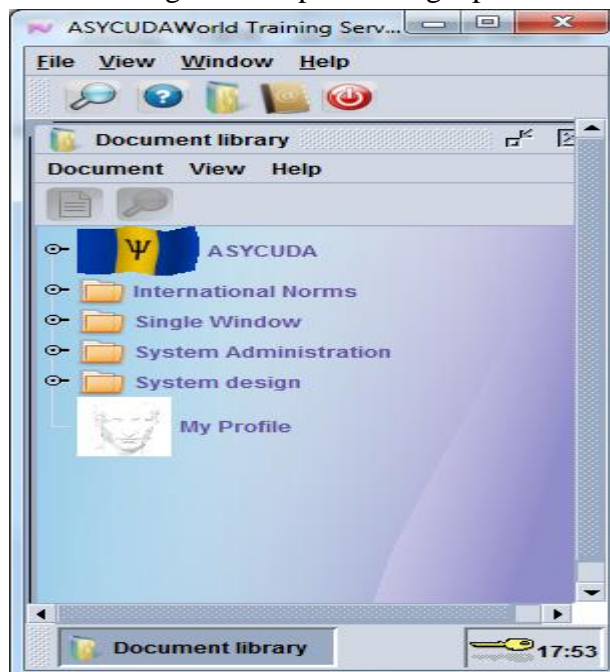 ASYCUDAWorld Training Serv...
File View Window Help
Document library
Document View Help
ASYCUDA
International Norms
Single Window
System Administration
System design
My Profile
Document library
17:53